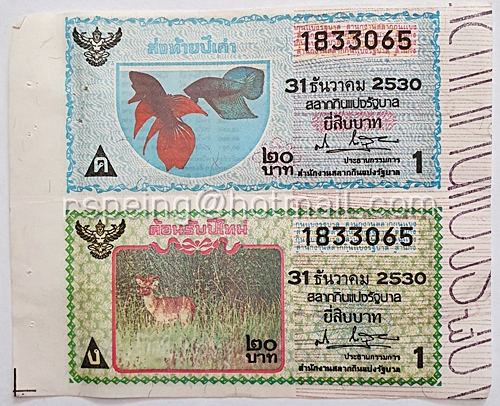 ส่งท้ายปีเก่า
1833065
31 ธันวาคม 2530
สลากกินแบ่งรัฐบาล
ยี่สิบบาท
ประธานกรรมการ
สำนักงานสลากกินแบ่งรัฐบาล
1
๒๐
บาท
ฅ
rspeing@hotmail.com
ต้อนรับปีใหม่
1833065
31 ธันวาคม 2530
สลากกินแบ่งรัฐบาล
ยี่สิบบาท
ประธานกรรมการ
สำนักงานสลากกินแบ่งรัฐบาล
1
๒๐
บาท
ง